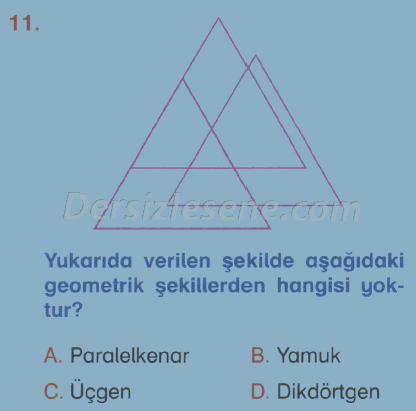 11.
Dersizlesene.com
Yukarıda verilen şekilde aşağıdaki
geometrik şekillerden hangisi yok-
tur?
A. Paralelkenar B. Yamuk
C. Üçgen D. Dikdörtgen